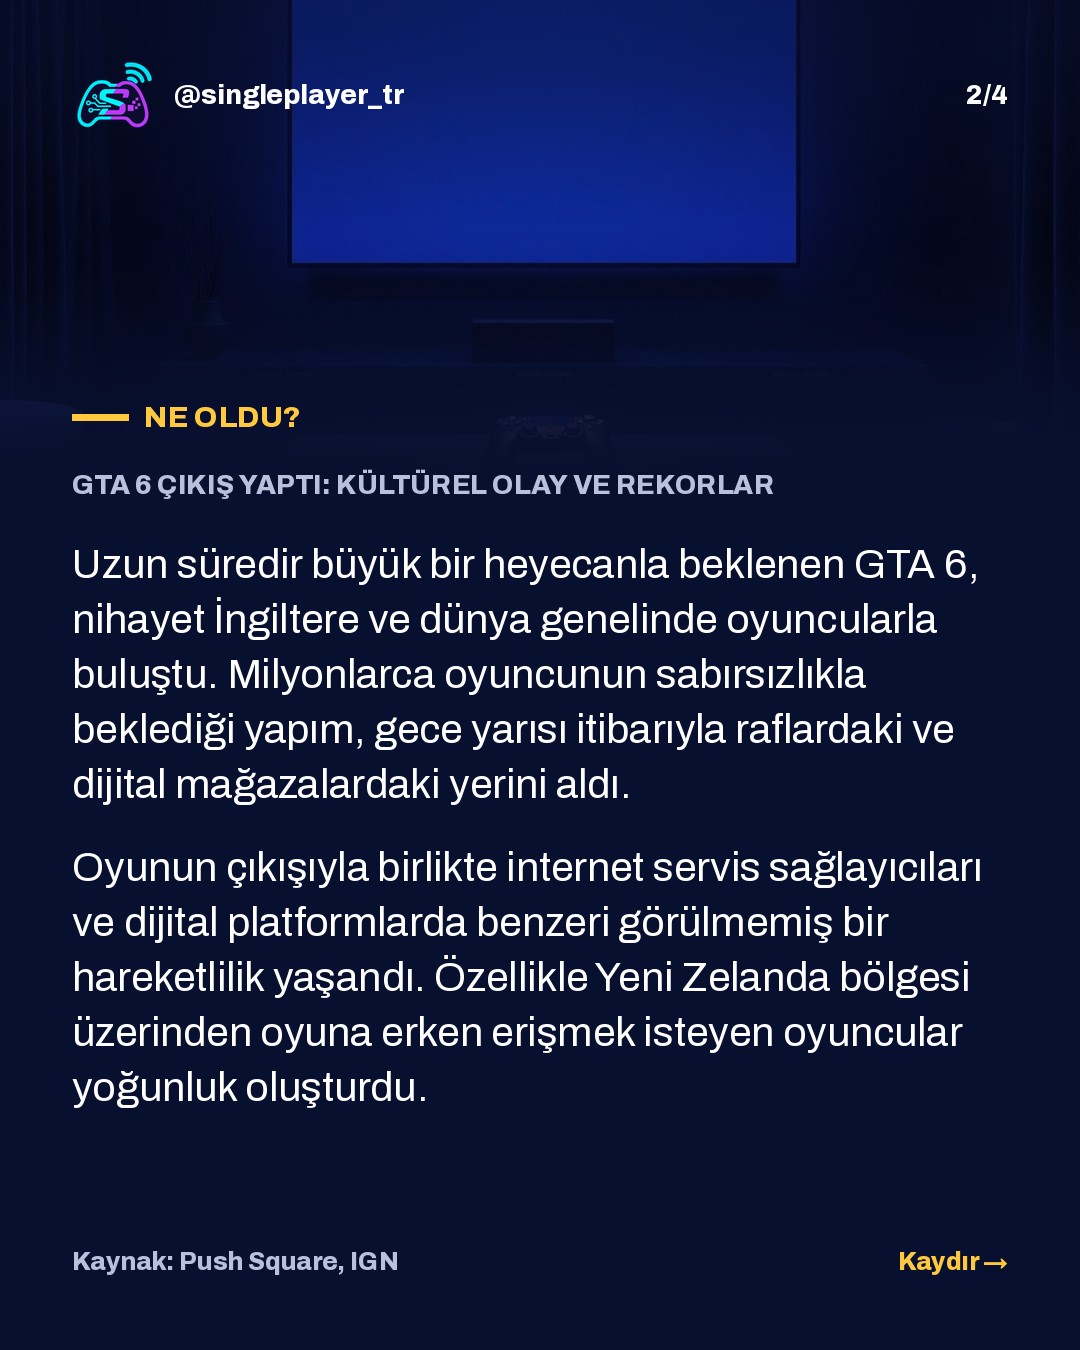 @singleplayer_tr
2/4
NE OLDU?
GTA 6 ÇIKIŞ YAPTI: KÜLTÜREL OLAY VE REKORLAR
Uzun süredir büyük bir heyecanla beklenen GTA 6,
nihayet İngiltere ve dünya genelinde oyuncularla
buluştu. Milyonlarca oyuncunun sabırsızlıkla
beklediği yapım, gece yarısı itibarıyla raflardaki ve
dijital mağazalardaki yerini aldı.
Oyunun çıkışıyla birlikte internet servis sağlayıcıları
ve dijital platformlarda benzeri görülmemiş bir
hareketlilik yaşandı. Özellikle Yeni Zelanda bölgesi
üzerinden oyuna erken erişmek isteyen oyuncular
yoğunluk oluşturdu.
Kaynak: Push Square, IGN
Kaydır→